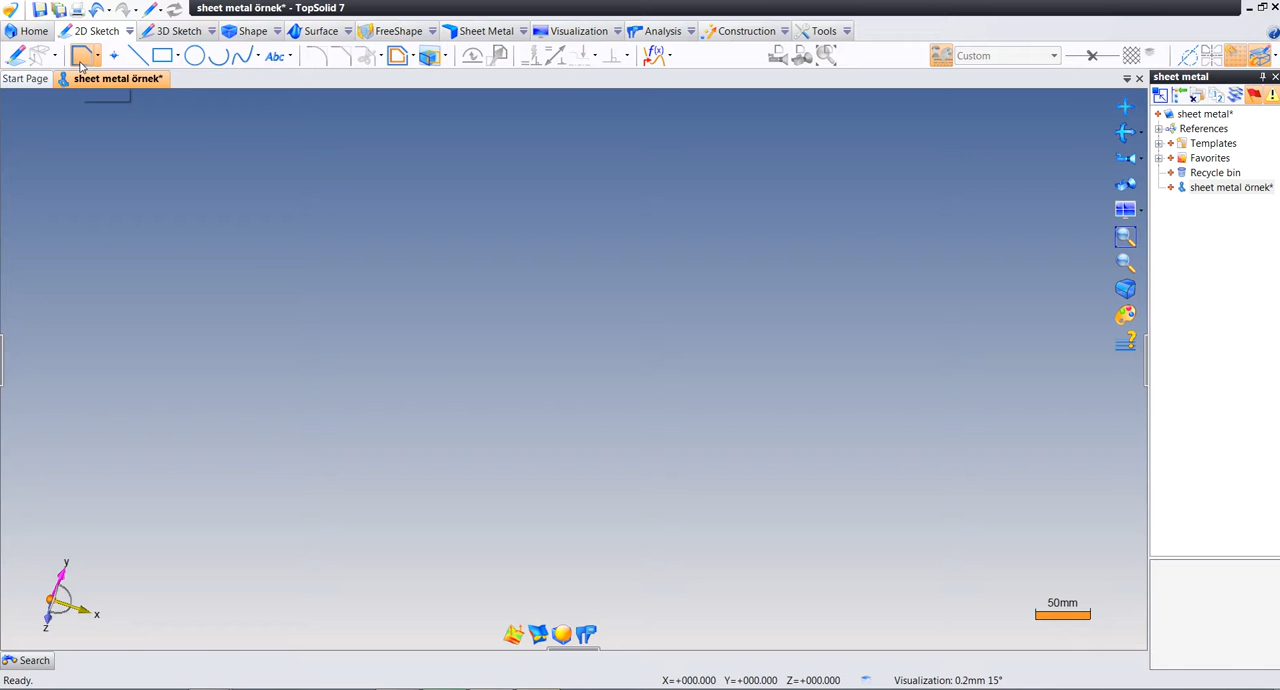 sheet metal örnek* - TopSolid 7
Home 2D Sketch 3D Sketch Shape Surface FreeShape Sheet Metal Visualization Analysis Construction Tools
Abc f(x) Custom
Start Page sheet metal örnek* sheet metal
sheet metal*
References
Templates
Favorites
Recycle bin
sheet metal örnek*
y
x
z
50mm
Search
Ready. X=+000.000 Y=+000.000 Z=+000.000 Visualization: 0.2mm 15°